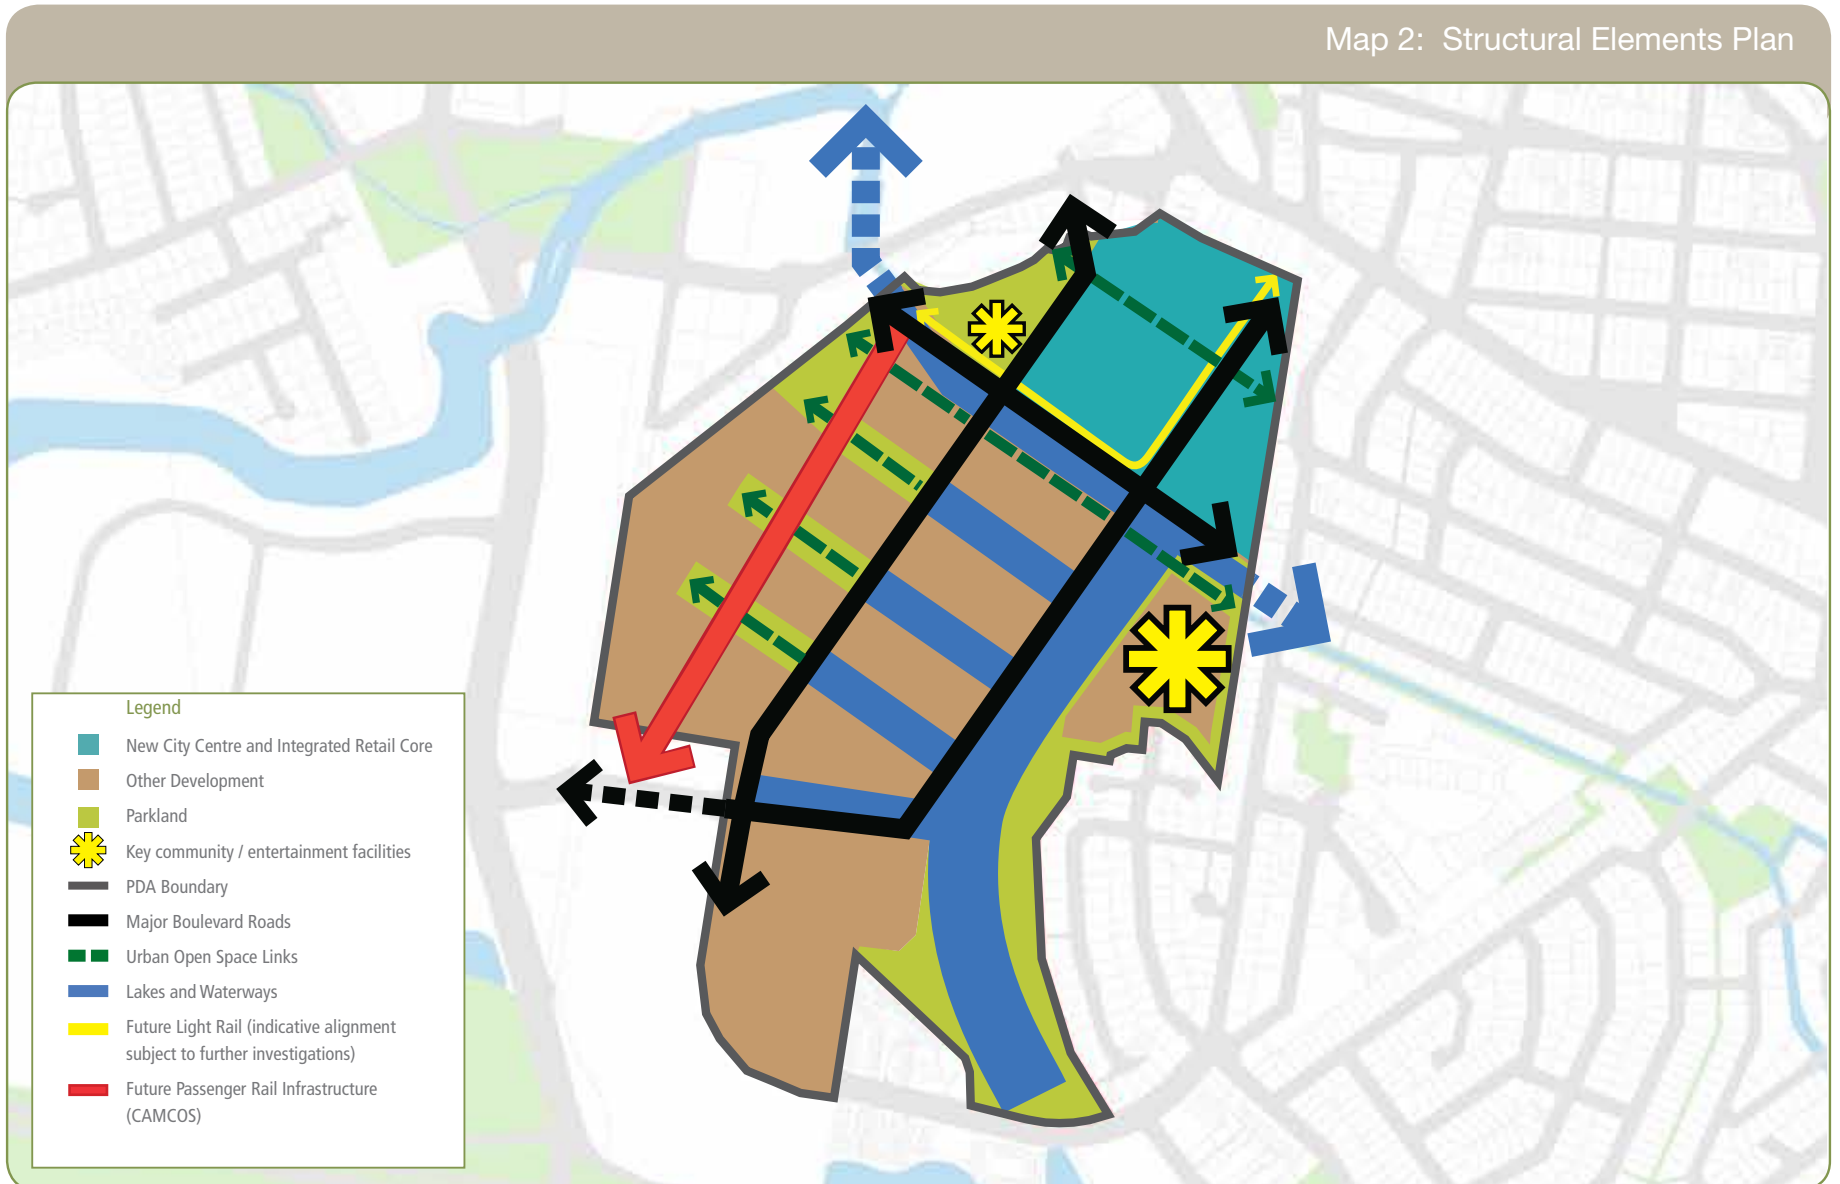 Map 2: Structural Elements Plan
Legend
New City Centre and Integrated Retail Core
Other Development
Parkland
Key community / entertainment facilities
PDA Boundary
Major Boulevard Roads
Urban Open Space Links
Lakes and Waterways
Future Light Rail (indicative alignment
subject to further investigations)
Future Passenger Rail Infrastructure
(CAMCOS)